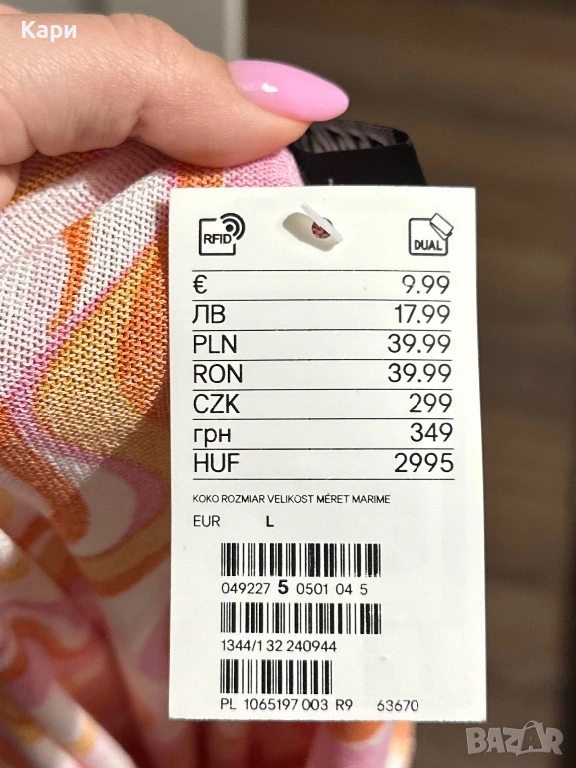 Кари
RFID
DUAL
€ 9.99
ЛВ 17.99
PLN 39.99
RON 39.99
CZK 299
грн 349
HUF 2995
KOKO ROZMIAR VELIKOST MÉRET MARIME
EUR L
049227 5 0501 04 5
1344/1 32 240944
PL 1065197 003 R9 63670
BAZAR